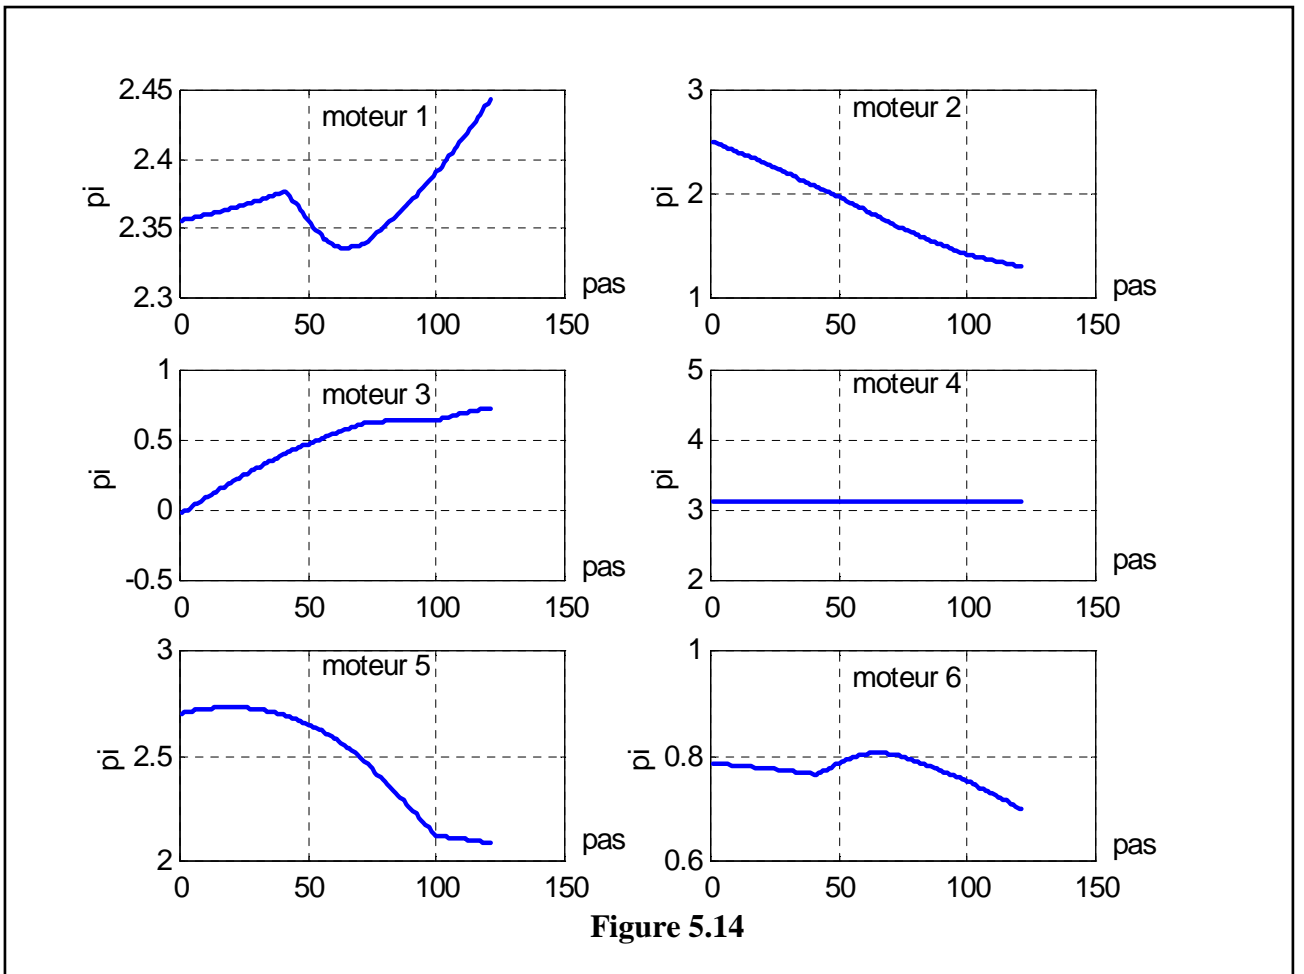 moteur 1
2.45
2.4
2.35
2.3
pi
pas
0 50 100 150
moteur 2
3
2
1
pi
pas
0 50 100 150
moteur 3
1
0.5
0
-0.5
pi
pas
0 50 100 150
moteur 4
5
4
3
2
pi
pas
0 50 100 150
moteur 5
3
2.5
2
pi
pas
0 50 100 150
moteur 6
1
0.8
0.6
pi
pas
0 50 100 150
Figure 5.14